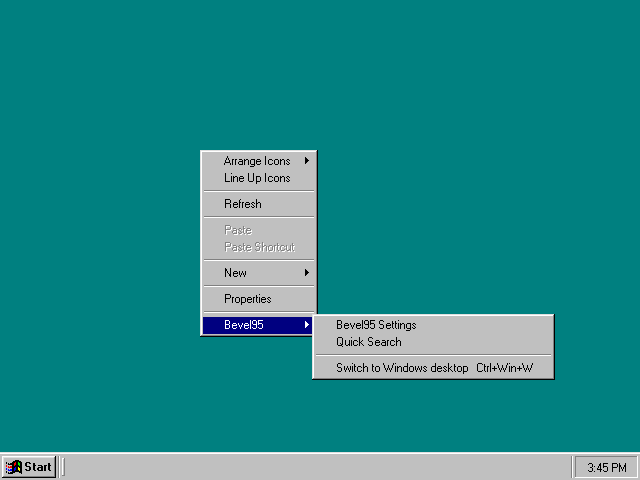 Arrange Icons
Line Up Icons
Refresh
Paste
Paste Shortcut
New
Properties
Bevel95
Bevel95 Settings
Quick Search
Switch to Windows desktop Ctrl+Win+W
Start
3:45 PM